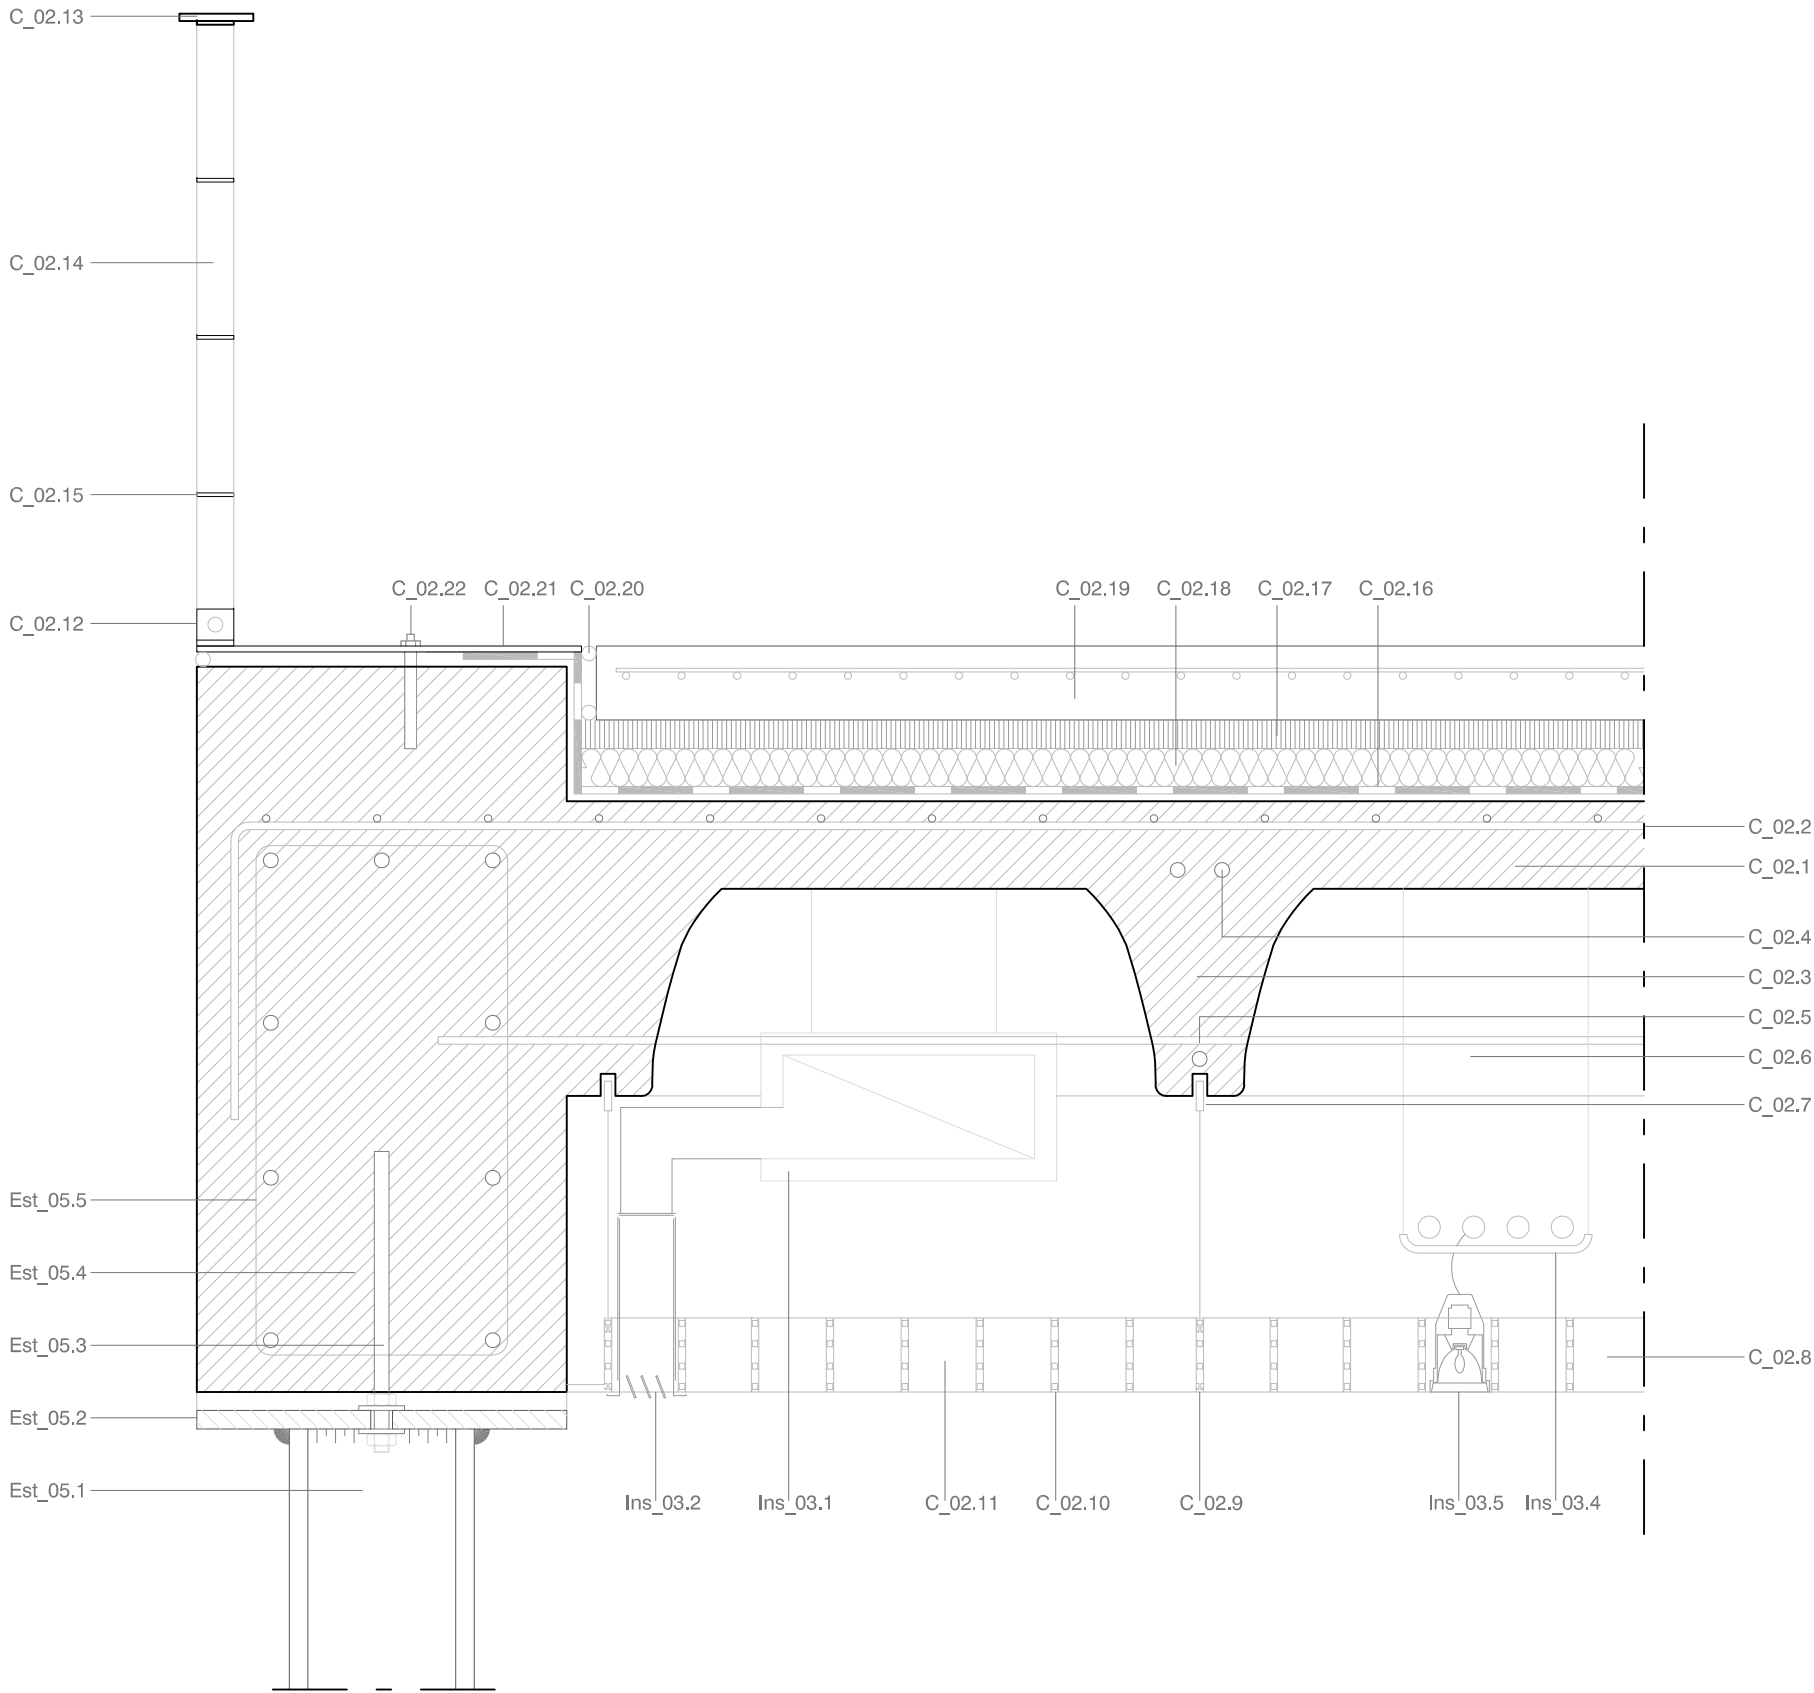 C_02.13
C_02.14
C_02.15
C_02.22 C_02.21 C_02.20 C_02.19 C_02.18 C_02.17 C_02.16
C_02.12
C_02.2
C_02.1
C_02.4
C_02.3
C_02.5
C_02.6
C_02.7
Est_05.5
Est_05.4
Est_05.3
C_02.8
Est_05.2
Est_05.1
Ins_03.2 Ins_03.1 C_02.11 C_02.10 C_02.9 Ins_03.5 Ins_03.4